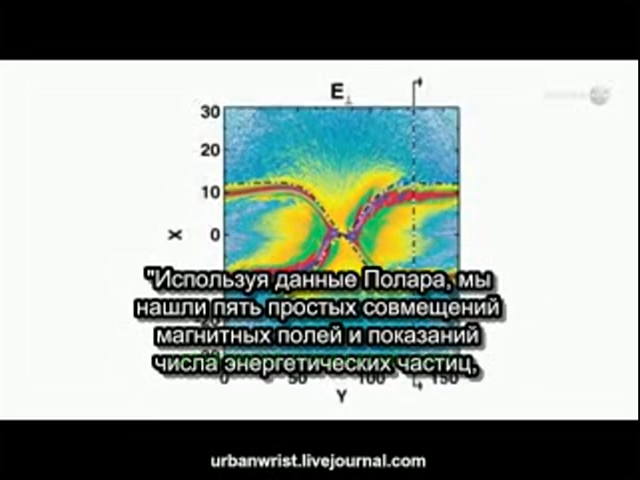 E⊥
30
20
10
0
X
"Используя данные Полара, мы
нашли пять простых совмещений
магнитных полей и показаний
числа энергетических частиц,
50
100
150
Y
urbanwrist.livejournal.com